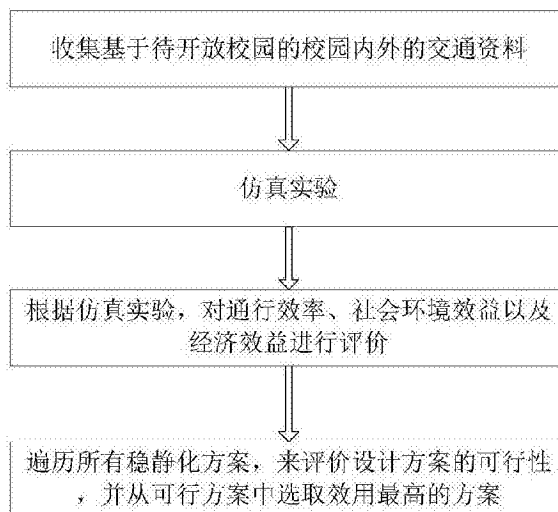 收集基于待开放校园的校园内外的交通资料
仿真实验
根据仿真实验，对通行效率、社会环境效益以及
经济效益进行评价
遍历所有稳静化方案，来评价设计方案的可行性
，并从可行方案中选取效用最高的方案